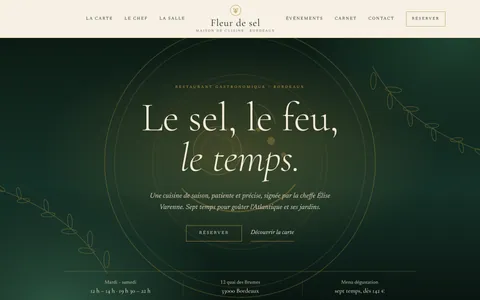 LA CARTE LE CHEF LA SALLE
Fleur de sel
MAISON DE CUISINE · BORDEAUX
ÉVÉNEMENTS CARNET CONTACT RÉSERVER
RESTAURANT GASTRONOMIQUE · BORDEAUX
Le sel, le feu,
le temps.
Une cuisine de saison, patiente et précise, signée par la cheffe Élise
Varenne. Sept temps pour goûter l'Atlantique et ses jardins.
RÉSERVER Découvrir la carte
Mardi – samedi
12 h – 14 h · 19 h 30 – 22 h
12 quai des Brumes
33000 Bordeaux
Menu dégustation
sept temps, dès 142 €